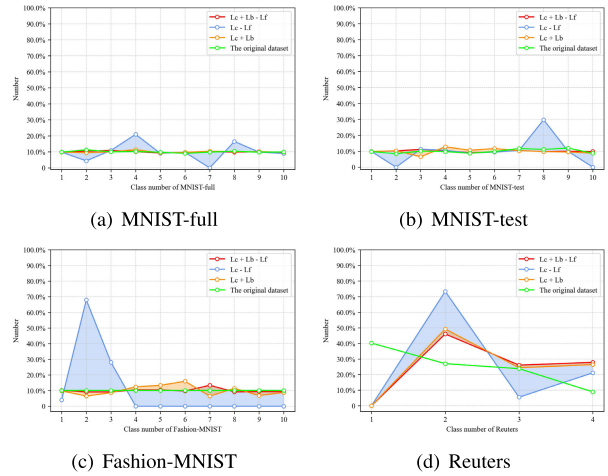 100.0%
90.0%
80.0%
70.0%
60.0%
50.0%
40.0%
30.0%
20.0%
10.0%
0
Number
Lc + Lb - Lf
Lc - Lf
Lc + Lb
The original dataset
1 2 3 4 5 6 7 8 9 10
Class number of MNIST-full
(a) MNIST-full
100.0%
90.0%
80.0%
70.0%
60.0%
50.0%
40.0%
30.0%
20.0%
10.0%
0
Number
Lc + Lb - Lf
Lc - Lf
Lc + Lb
The original dataset
1 2 3 4 5 6 7 8 9 10
Class number of MNIST-test
(b) MNIST-test
100.0%
90.0%
80.0%
70.0%
60.0%
50.0%
40.0%
30.0%
20.0%
10.0%
0
Number
Lc + Lb - Lf
Lc - Lf
Lc + Lb
The original dataset
1 2 3 4 5 6 7 8 9 10
Class number of Fashion-MNIST
(c) Fashion-MNIST
100.0%
90.0%
80.0%
70.0%
60.0%
50.0%
40.0%
30.0%
20.0%
10.0%
0
Number
Lc + Lb - Lf
Lc - Lf
Lc + Lb
The original dataset
1 2 3 4
Class number of Reuters
(d) Reuters